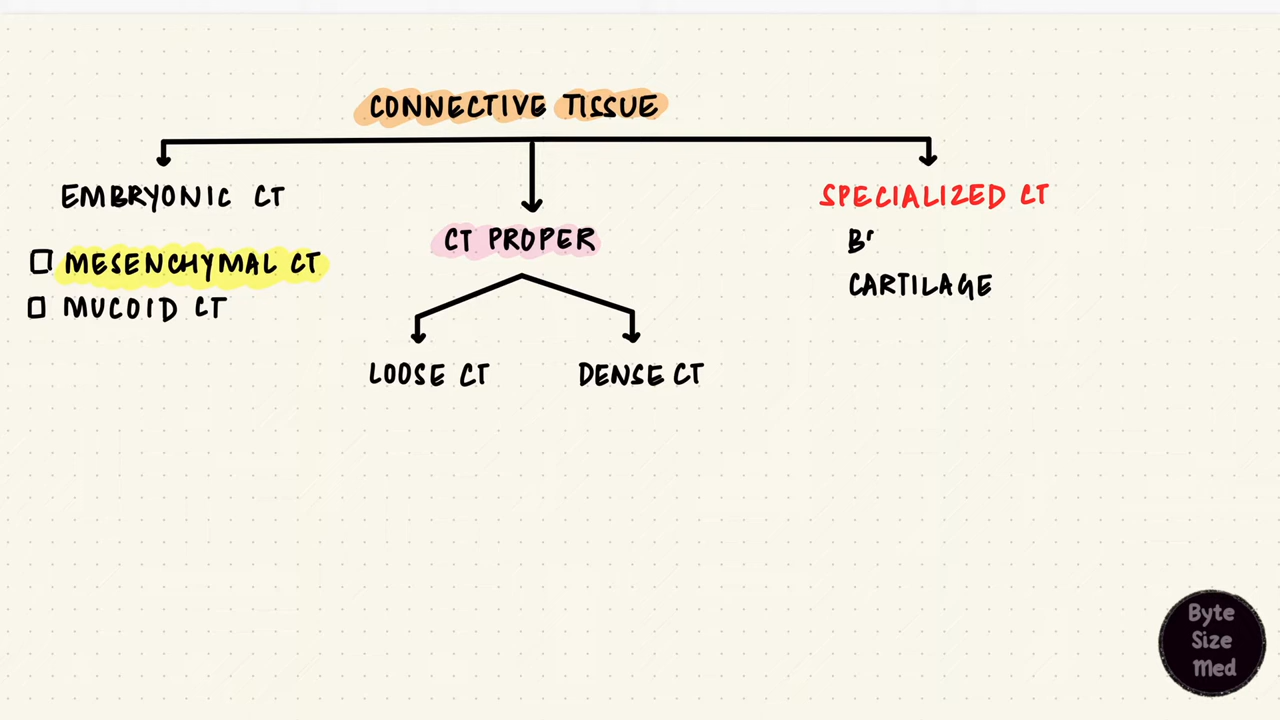 CONNECTIVE TISSUE
EMBRYONIC CT
MESENCHYMAL CT
MUCOID CT
CT PROPER
LOOSE CT
DENSE CT
SPECIALIZED CT
CARTILAGE
Byte
Size
Med